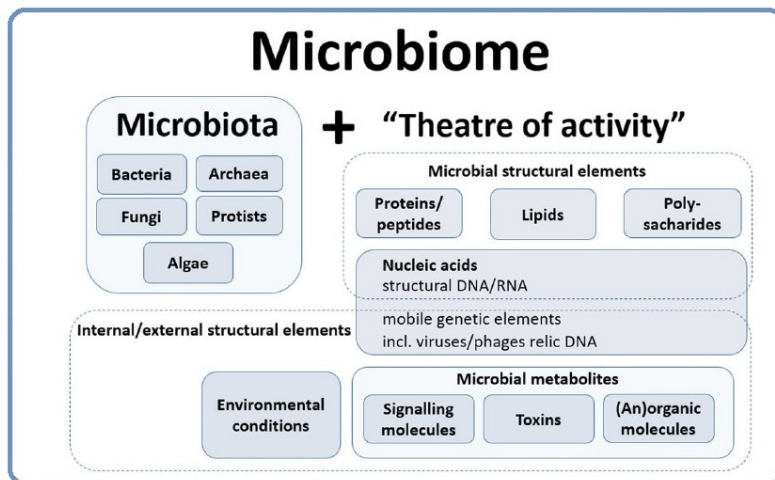 Microbiome
Microbiota + “Theatre of activity”
Bacteria
Archaea
Fungi
Protists
Algae
Microbial structural elements
Proteins/
peptides
Lipids
Poly-
sacharides
Nucleic acids
structural DNA/RNA
mobile genetic elements
incl. viruses/phages relic DNA
Internal/external structural elements
Environmental
conditions
Microbial metabolites
Signalling
molecules
Toxins
(An)organic
molecules